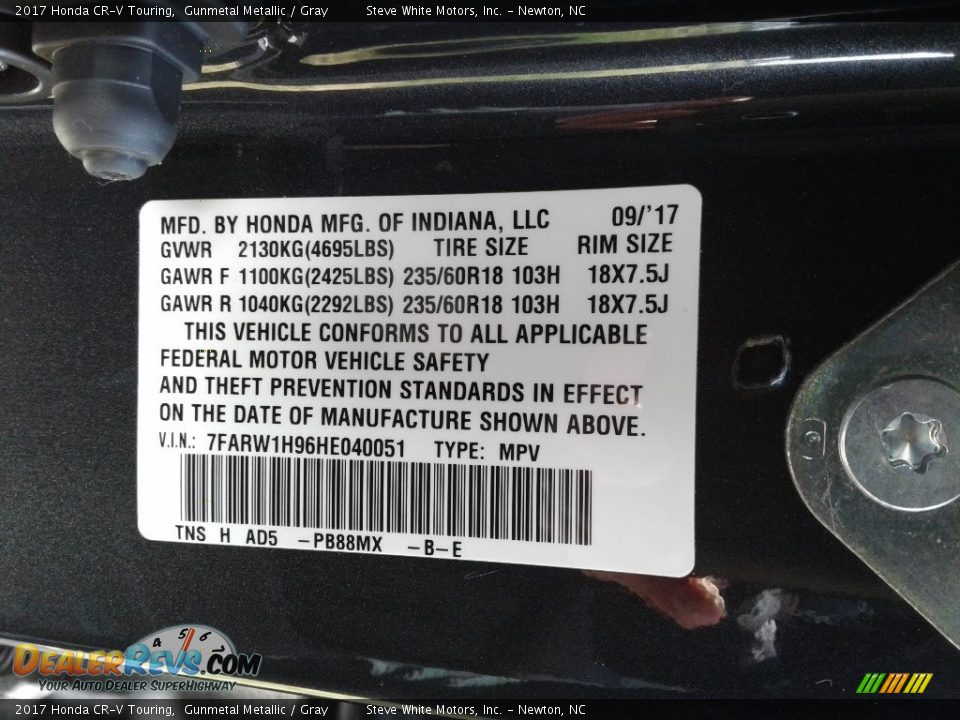 2017 Honda CR-V Touring, Gunmetal Metallic / Gray Steve White Motors, Inc. - Newton, NC
MFD. BY HONDA MFG. OF INDIANA, LLC 09/'17
GVWR 2130KG(4695LBS) TIRE SIZE RIM SIZE
GAWR F 1100KG(2425LBS) 235/60R18 103H 18X7.5J
GAWR R 1040KG(2292LBS) 235/60R18 103H 18X7.5J
THIS VEHICLE CONFORMS TO ALL APPLICABLE
FEDERAL MOTOR VEHICLE SAFETY
AND THEFT PREVENTION STANDARDS IN EFFECT
ON THE DATE OF MANUFACTURE SHOWN ABOVE.
V.I.N.: 7FARW1H96HE040051 TYPE: MPV
TNS H AD5 -PB88MX -B-E
4 5 6
DEALERREVS.COM
YOUR AUTO DEALER SUPERHIGHWAY
2017 Honda CR-V Touring, Gunmetal Metallic / Gray Steve White Motors, Inc. - Newton, NC